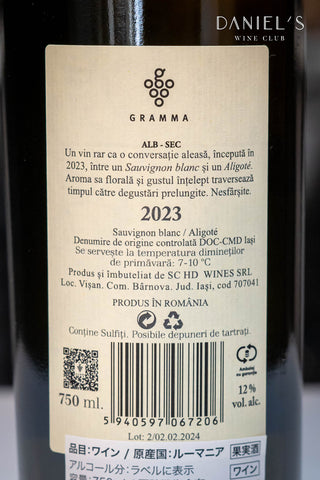 DANIEL'S
WINE CLUB
GRAMMA
ALB - SEC
Un vin rar ca o conversație aleasă, începută în
2023, între un Sauvignon blanc și un Aligoté.
Aroma sa florală și gustul înțelept traversează
timpul către degustări prelungite. Nesfârșite.
2023
Sauvignon blanc / Aligoté
Denumire de origine controlată DOC-CMD Iași
Se servește la temperatura dimineților
de primăvară: 7-10 °C
Produs și îmbuteliat de SC HD WINES SRL
Loc. Vișan. Com. Bârnova. Jud. Iași, cod 707041
PRODUS ÎN ROMÂNIA
Conține Sulfiți. Posibile depuneri de tartrați.
Ambalaj
cu garanție
750 ml.
12%
vol. alc.
5 940597 067206
Lot: 2/02.02.2024
品目:ワイン / 原産国:ルーマニア
果実酒
アルコール分:ラベルに表示
ワイン